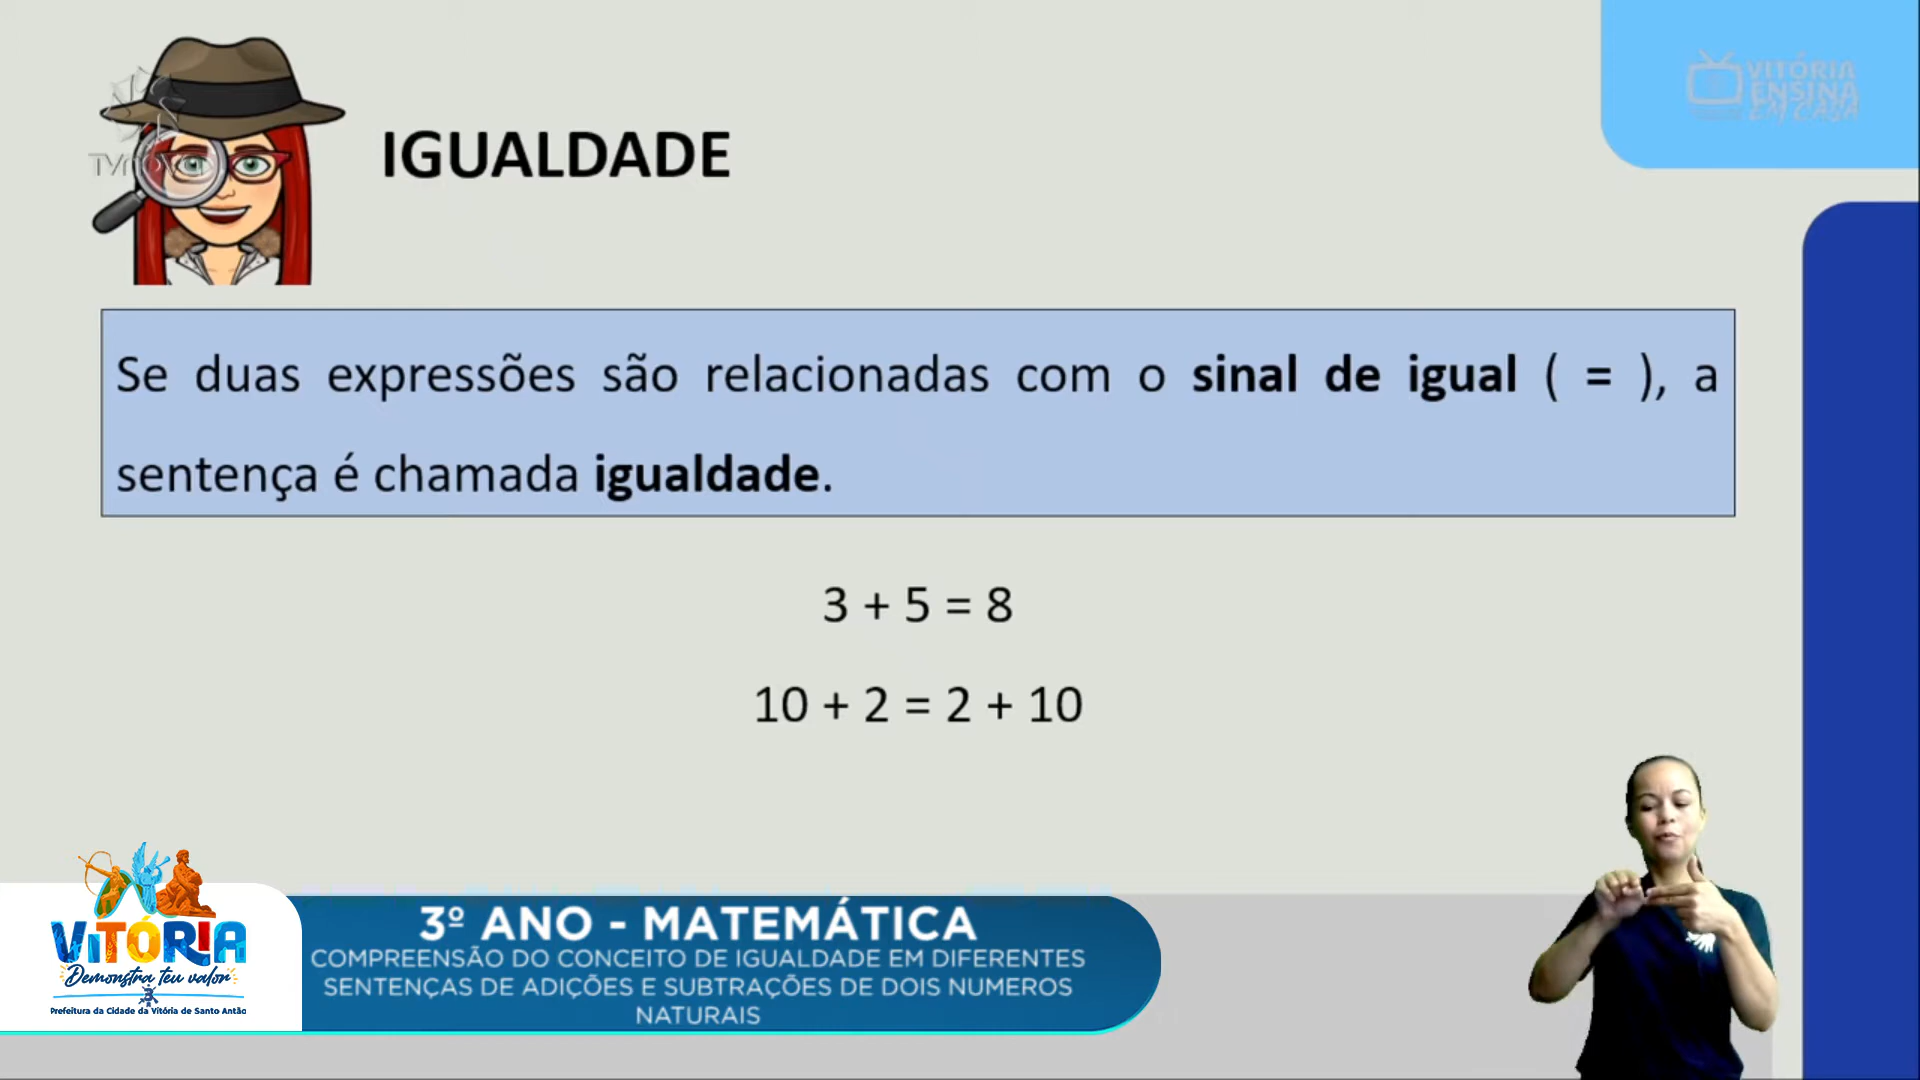 VITÓRIA
ENSINA
EM CASA
IGUALDADE
Se duas expressões são relacionadas com o sinal de igual ( = ), a
sentença é chamada igualdade.
3 + 5 = 8
10 + 2 = 2 + 10
VITÓRIA
Demonstra teu valor
Prefeitura da Cidade da Vitória de Santo Antão
3º ANO - MATEMÁTICA
COMPREENSÃO DO CONCEITO DE IGUALDADE EM DIFERENTES
SENTENÇAS DE ADIÇÕES E SUBTRAÇÕES DE DOIS NUMEROS
NATURAIS